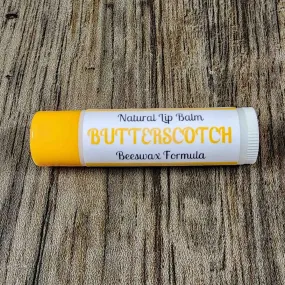 Natural Lip Balm
BUTTERSCOTCH
Beeswax Formula